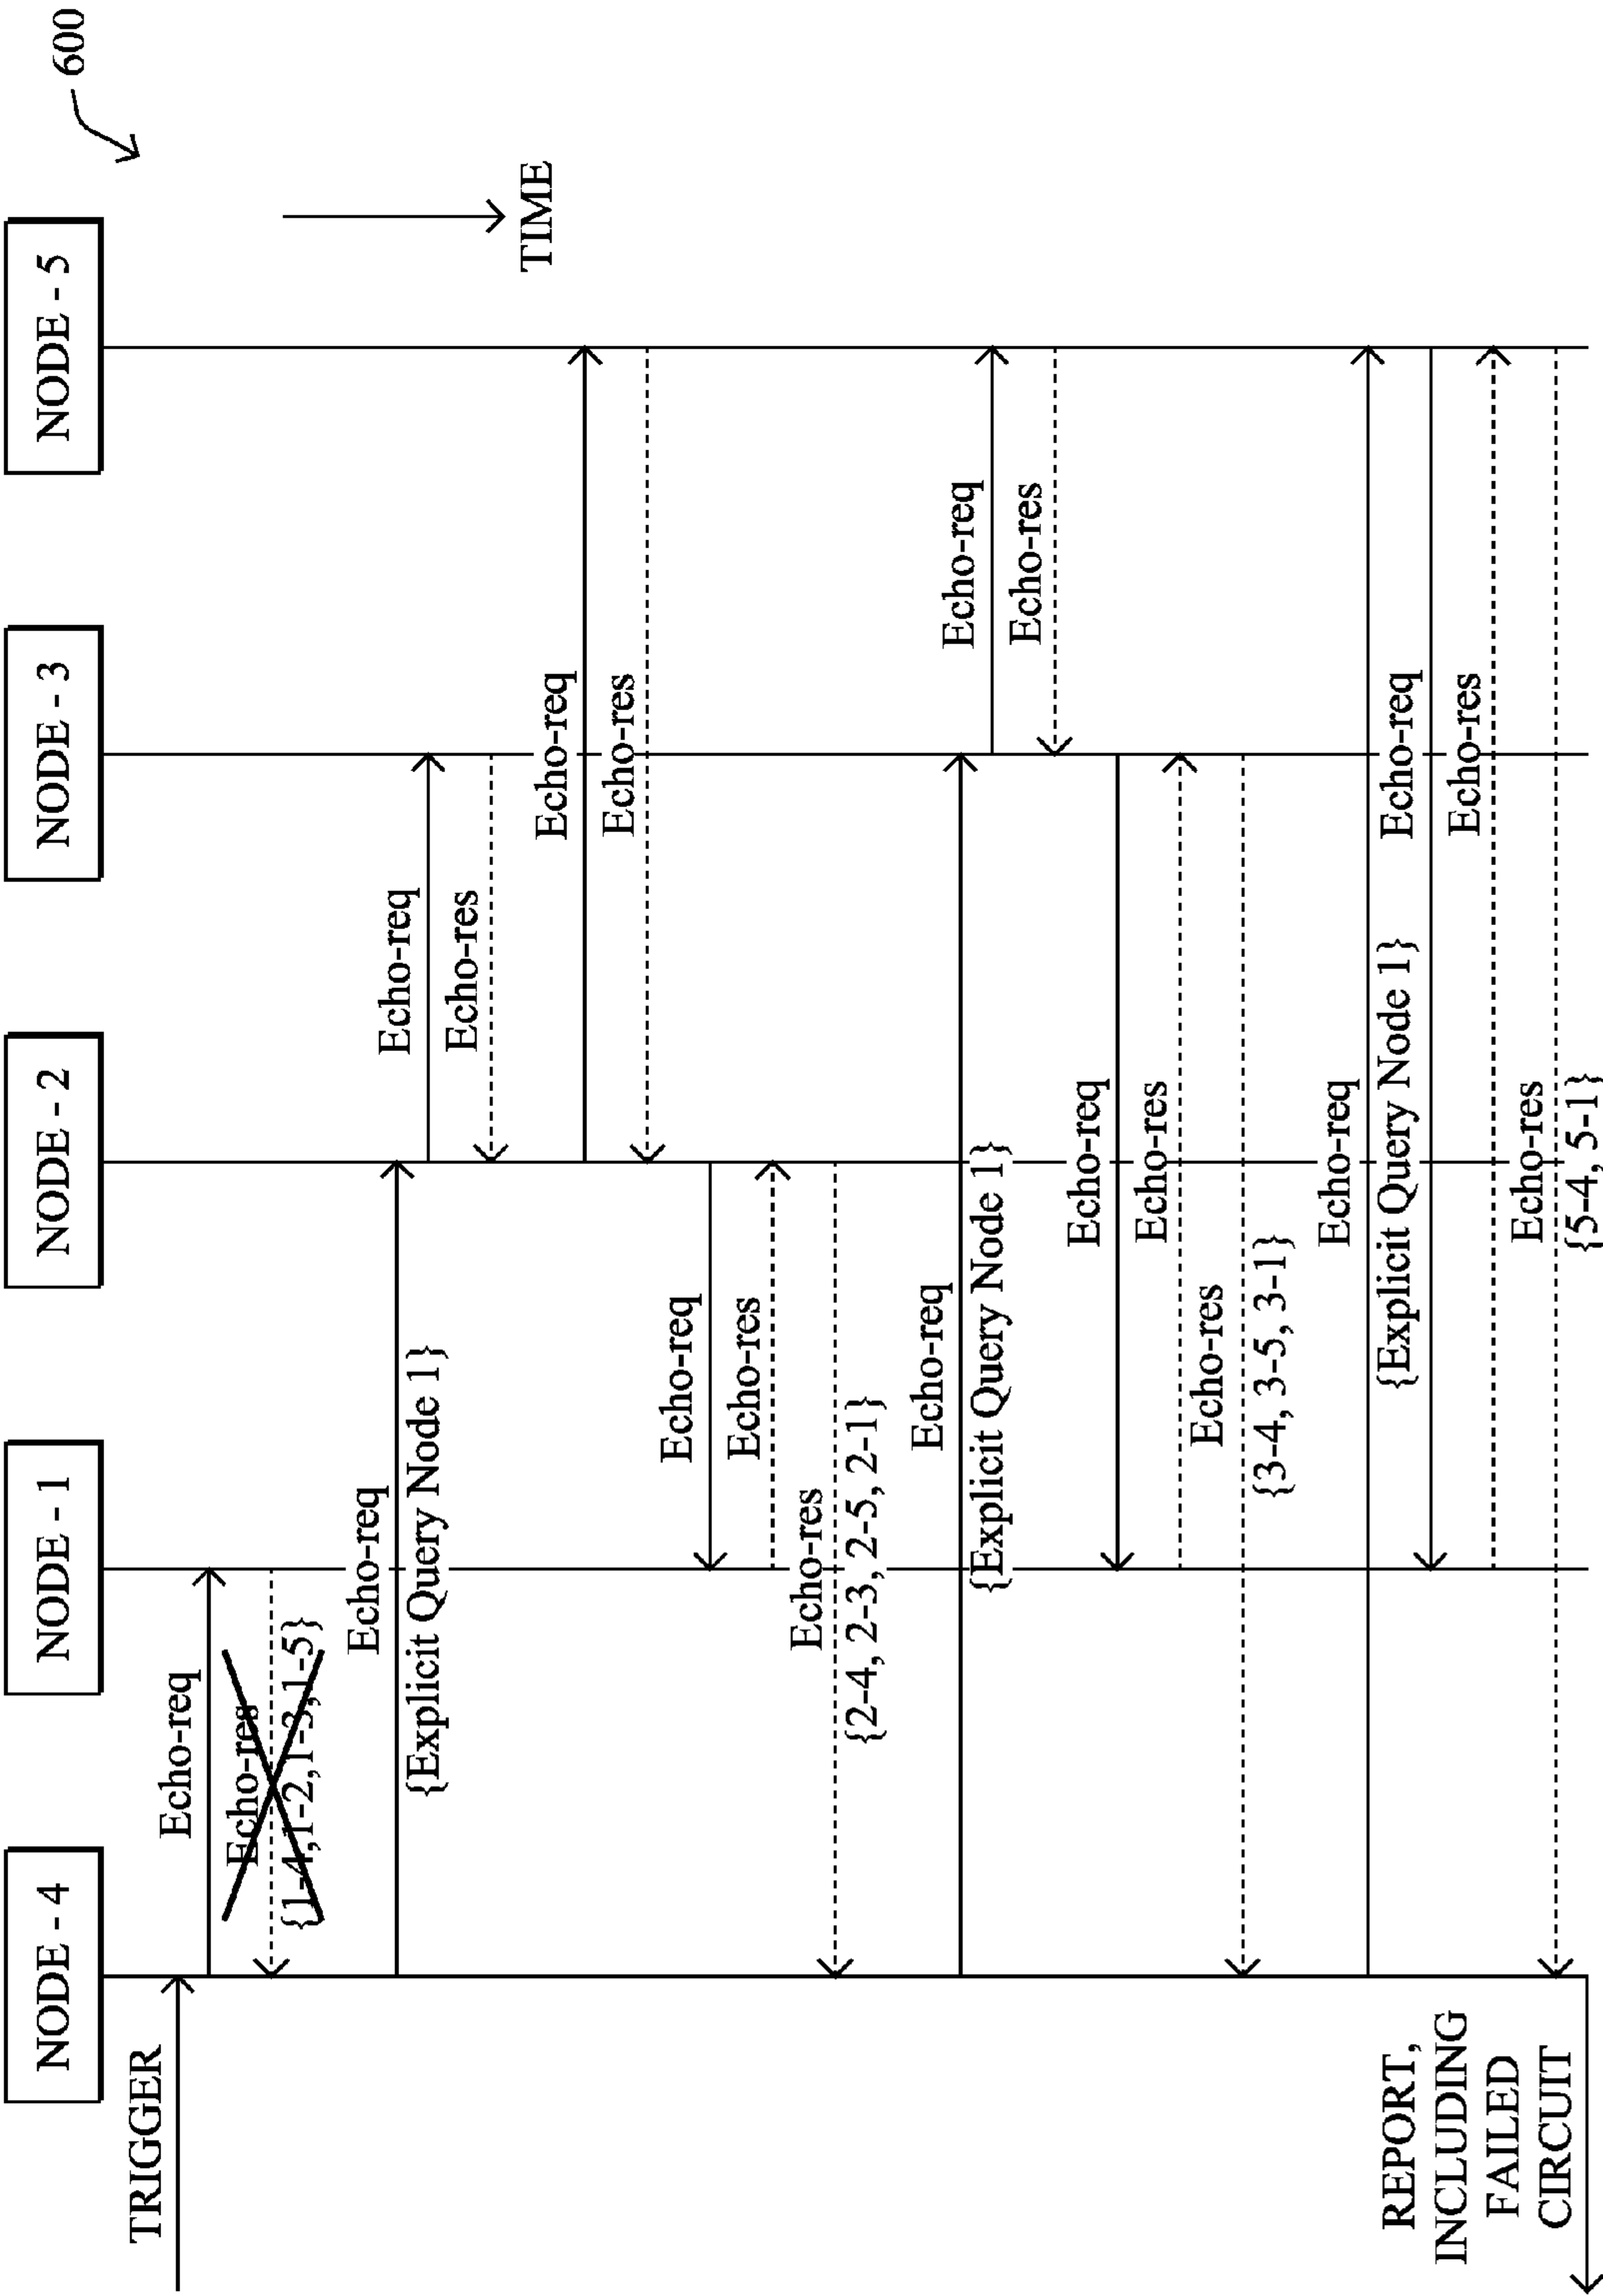 600
NODE - 4
NODE - 1
NODE - 2
NODE - 3
NODE - 5
TIME
TRIGGER
Echo-req
Echo-res
{1-4,1-2,1-3,1-5}
Echo-req
{Explicit Query Node 1}
Echo-req
Echo-res
Echo-req
Echo-res
Echo-req
Echo-res
Echo-res
{2-4, 2-3, 2-5, 2-1}
Echo-req
{Explicit Query Node 1}
Echo-req
Echo-res
Echo-req
Echo-res
Echo-res
{3-4, 3-5, 3-1}
Echo-req
{Explicit Query Node 1}
Echo-req
Echo-res
Echo-res
{5-4, 5-1}
REPORT,
INCLUDING
FAILED
CIRCUIT